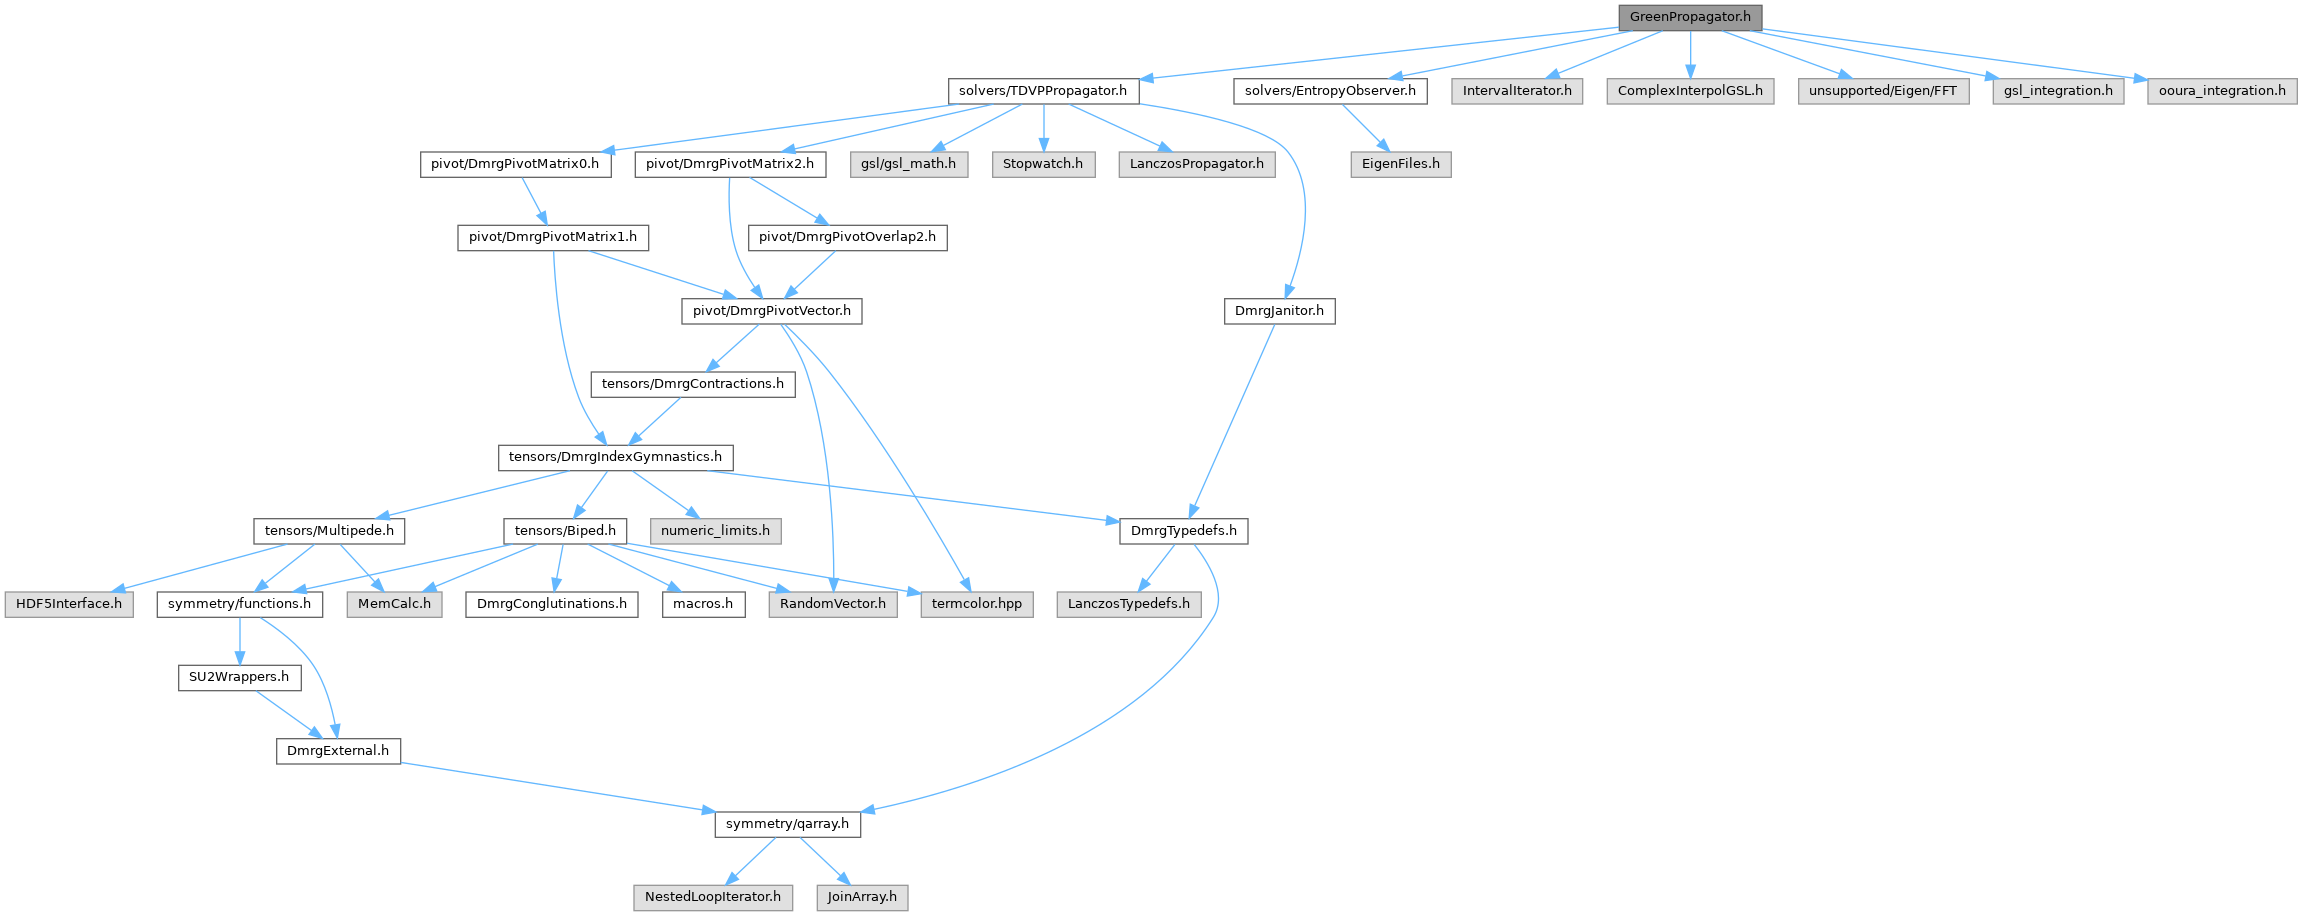 GreenPropagator.h
solvers/TDVPPropagator.h
solvers/EntropyObserver.h
IntervalIterator.h
ComplexInterpolGSL.h
unsupported/Eigen/FFT
gsl_integration.h
ooura_integration.h
pivot/DmrgPivotMatrix0.h
pivot/DmrgPivotMatrix2.h
gsl/gsl_math.h
Stopwatch.h
LanczosPropagator.h
EigenFiles.h
pivot/DmrgPivotMatrix1.h
pivot/DmrgPivotOverlap2.h
pivot/DmrgPivotVector.h
DmrgJanitor.h
tensors/DmrgContractions.h
tensors/DmrgIndexGymnastics.h
tensors/Multipede.h
tensors/Biped.h
numeric_limits.h
DmrgTypedefs.h
HDF5Interface.h
symmetry/functions.h
MemCalc.h
DmrgConglutinations.h
macros.h
RandomVector.h
termcolor.hpp
LanczosTypedefs.h
SU2Wrappers.h
DmrgExternal.h
symmetry/qarray.h
NestedLoopIterator.h
JoinArray.h